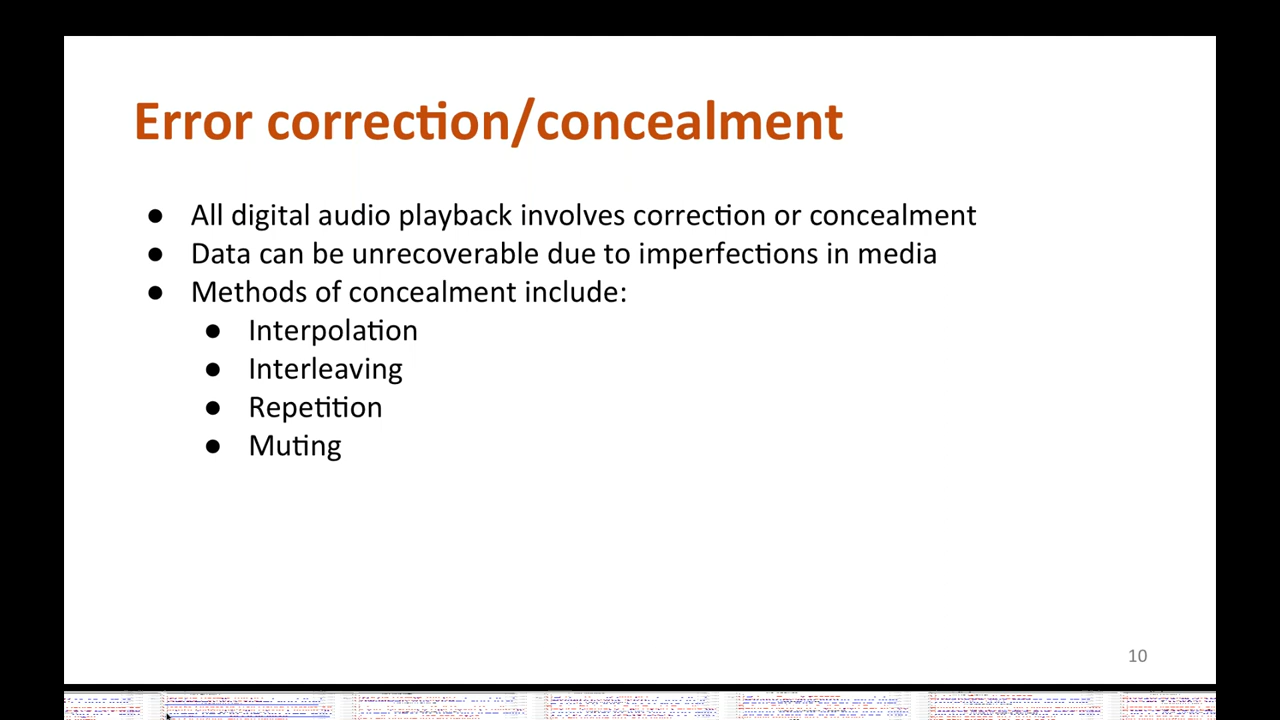 Error correction/concealment
● All digital audio playback involves correction or concealment
● Data can be unrecoverable due to imperfections in media
● Methods of concealment include:
● Interpolation
● Interleaving
● Repetition
● Muting
10